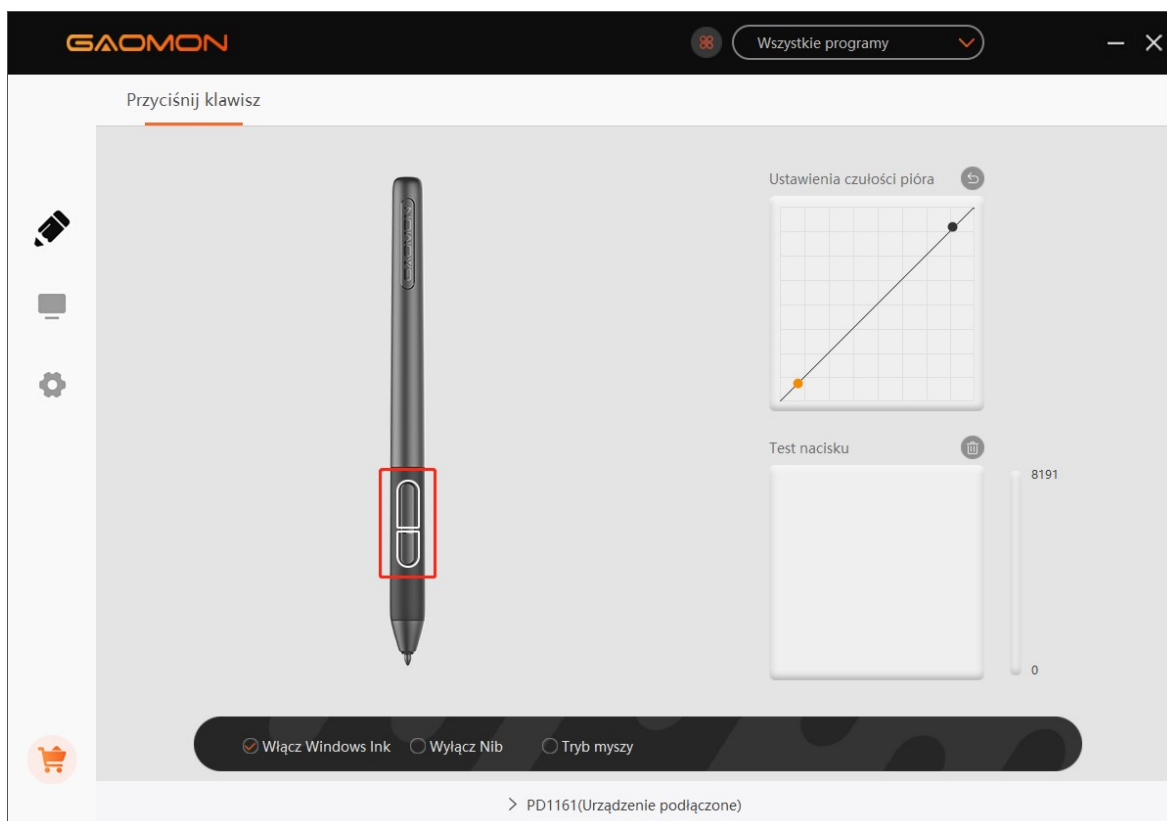 GAOMON
Wszystkie programy
Przyciśnij klawisz
Ustawienia czułości pióra
GAOMON
Test nacisku
8191
0
Włącz Windows Ink Wyłącz Nib Tryb myszy
PD1161(Urządzenie podłączone)